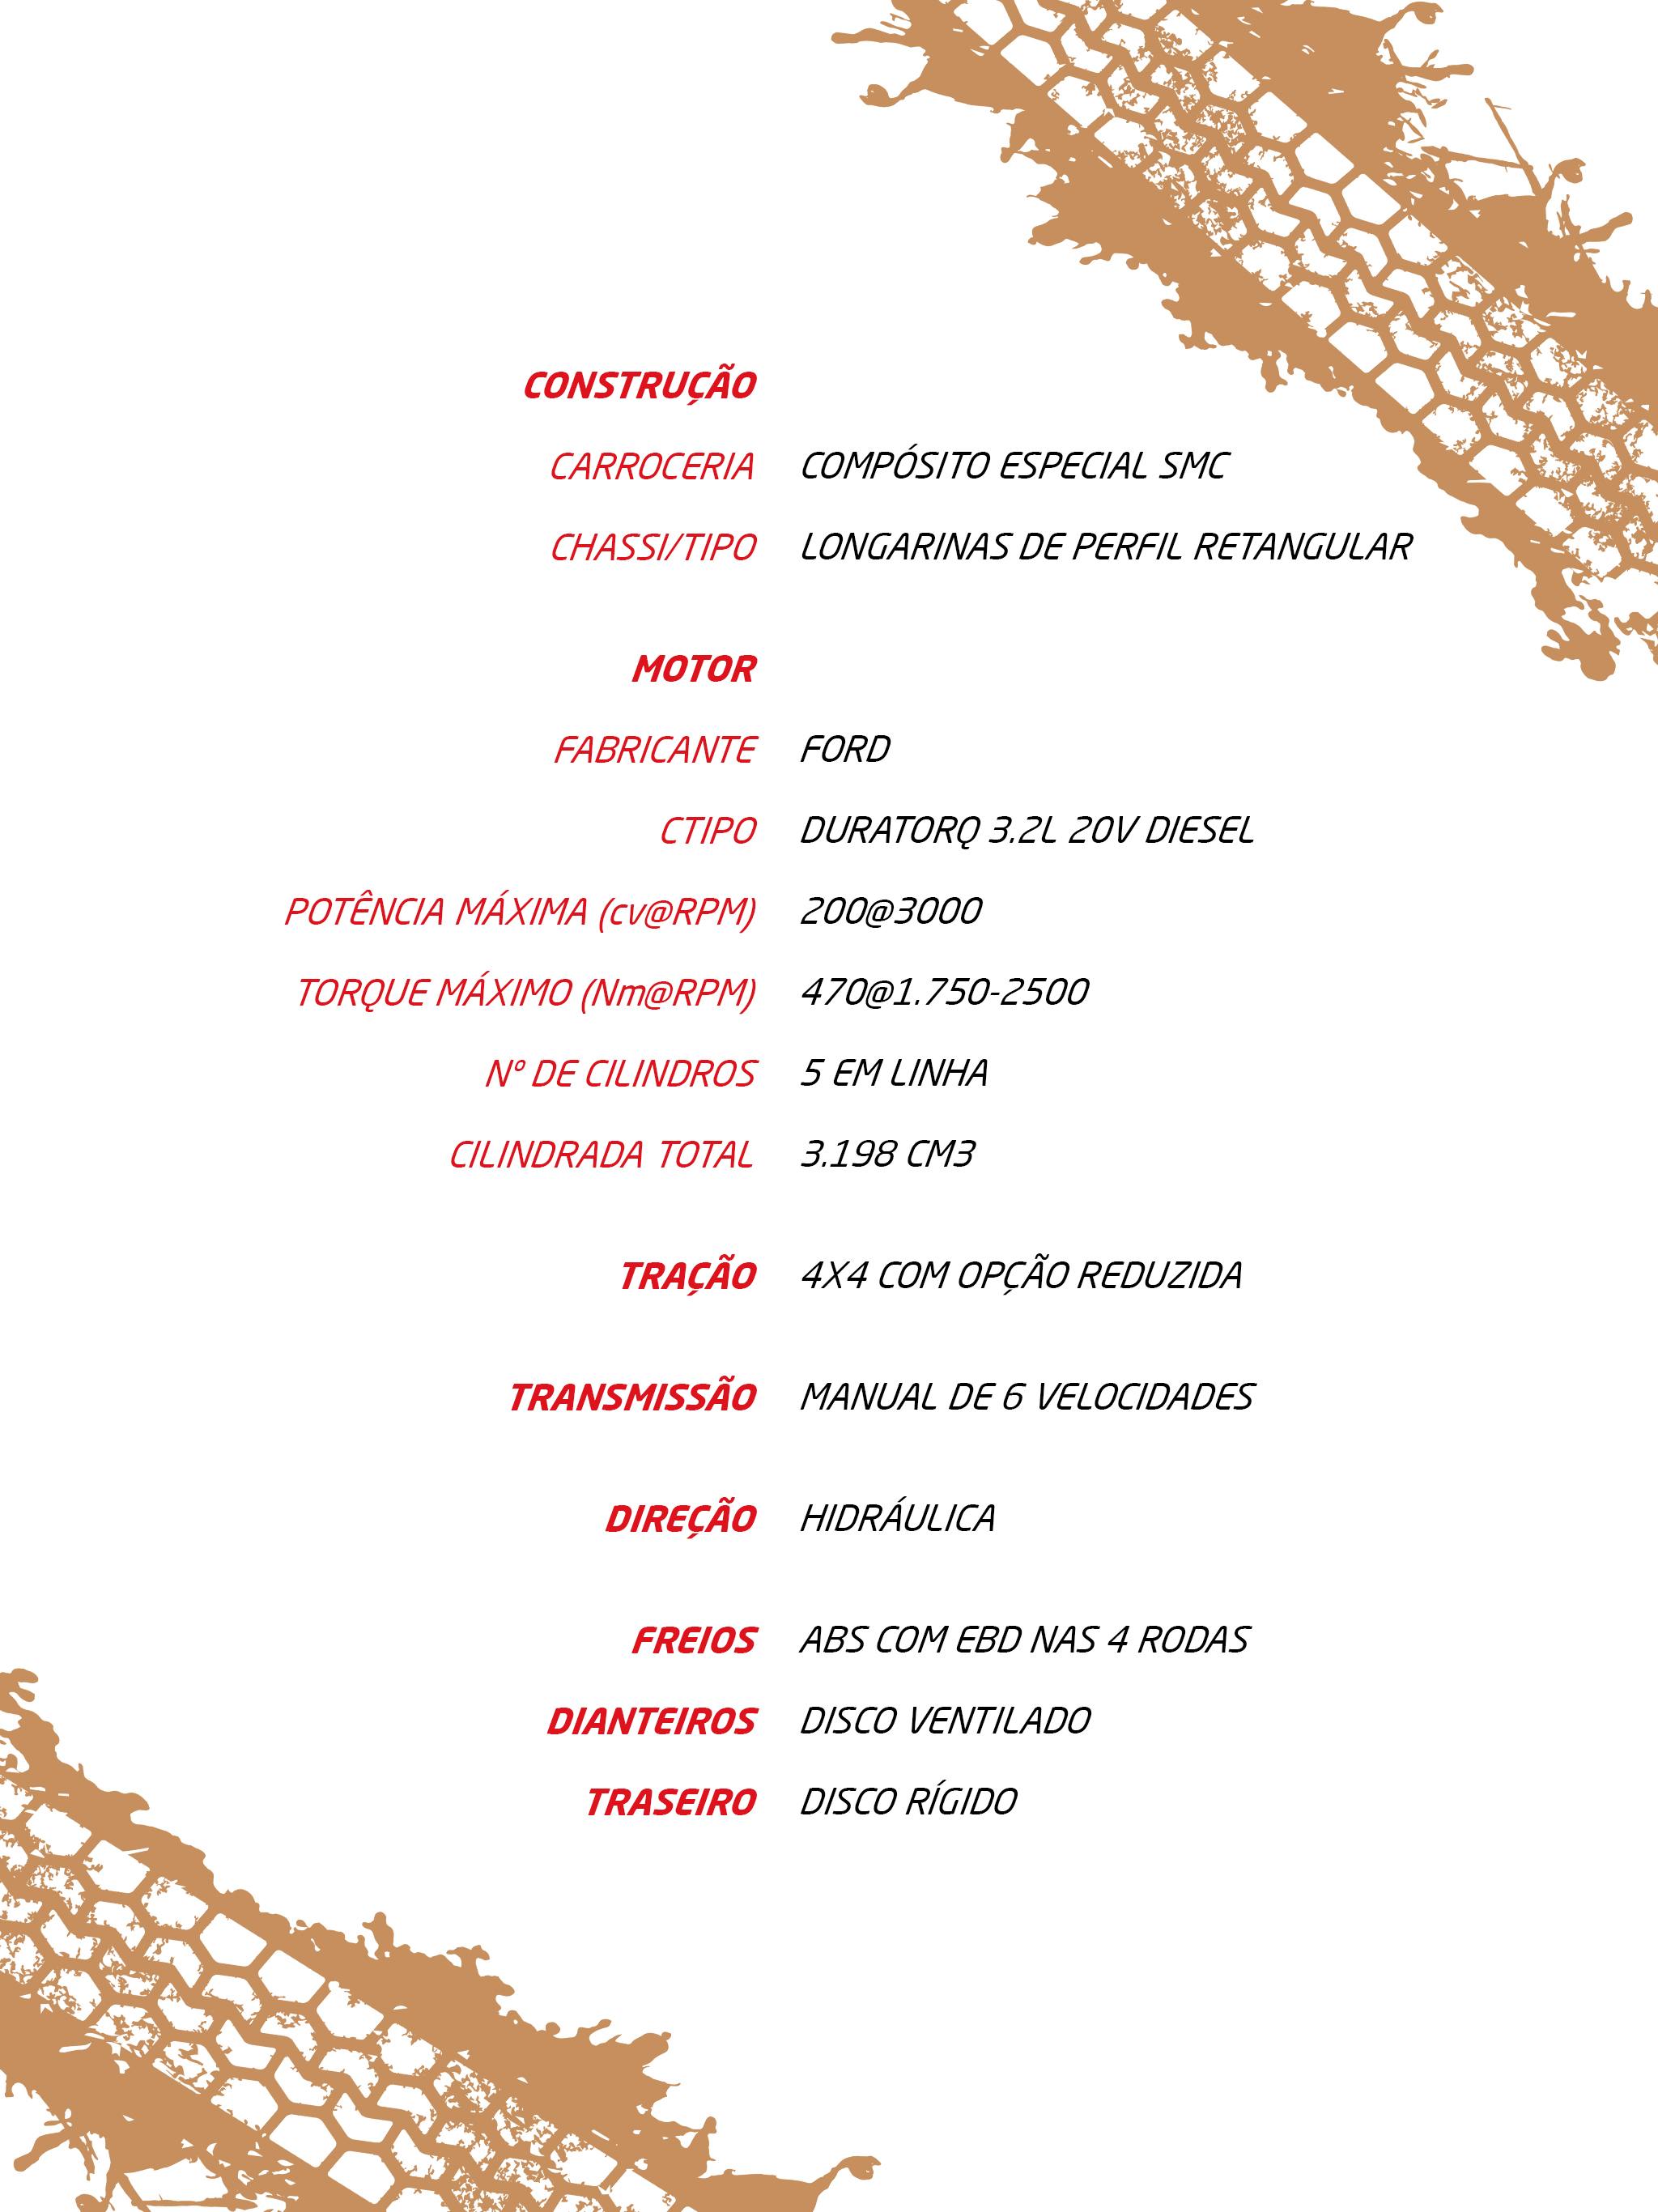 CONSTRUÇÃO
CARROCERIA COMPÓSITO ESPECIAL SMC
CHASSI/TIPO LONGARINAS DE PERFIL RETANGULAR
MOTOR
FABRICANTE FORD
CTIPO DURATORQ 3.2L 20V DIESEL
POTÊNCIA MÁXIMA (cv@RPM) 200@3000
TORQUE MÁXIMO (Nm@RPM) 470@1.750-2500
Nº DE CILINDROS 5 EM LINHA
CILINDRADA TOTAL 3.198 CM3
TRAÇÃO 4X4 COM OPÇÃO REDUZIDA
TRANSMISSÃO MANUAL DE 6 VELOCIDADES
DIREÇÃO HIDRÁULICA
FREIOS ABS COM EBD NAS 4 RODAS
DIANTEIROS DISCO VENTILADO
TRASEIRO DISCO RÍGIDO